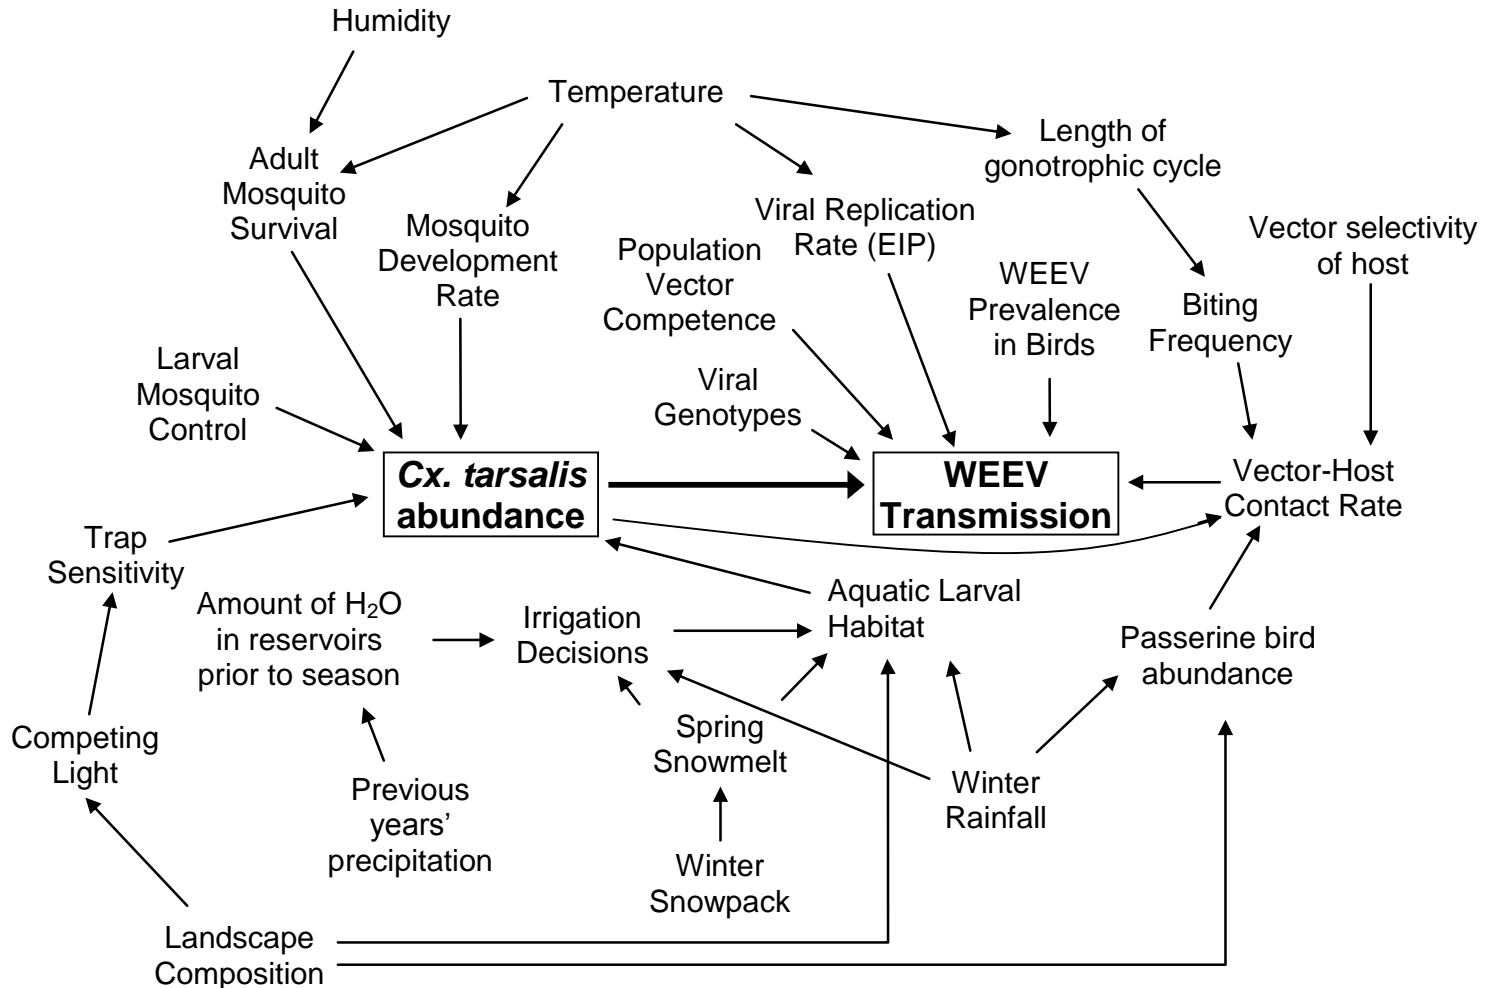 Humidity
Temperature
Length of
gonotrophic cycle
Adult
Mosquito
Survival
Mosquito
Development
Rate
Viral Replication
Rate (EIP)
Vector selectivity
of host
Population
Vector
Competence
WEEV
Prevalence
in Birds
Biting
Frequency
Larval
Mosquito
Control
Viral
Genotypes
Cx. tarsalis
abundance
WEEV
Transmission
Vector-Host
Contact Rate
Trap
Sensitivity
Amount of H₂O
in reservoirs
prior to season
Irrigation
Decisions
Aquatic Larval
Habitat
Passerine bird
abundance
Competing
Light
Spring
Snowmelt
Previous
years’
precipitation
Winter
Rainfall
Winter
Snowpack
Landscape
Composition